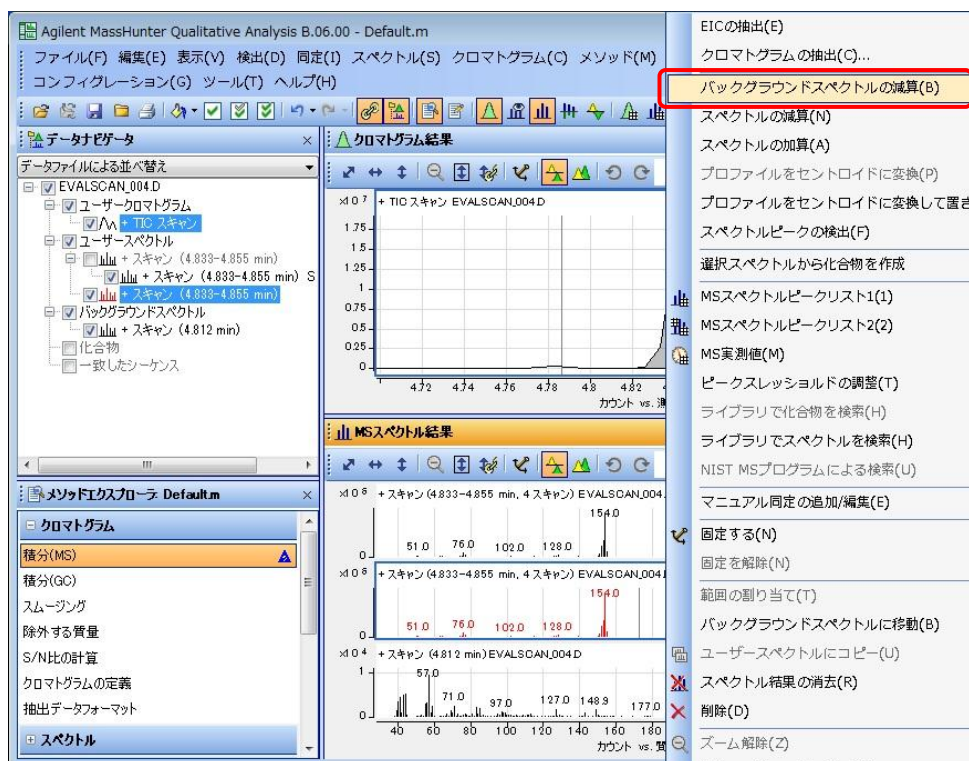 Agilent MassHunter Qualitative Analysis B.06.00 - Default.m
ファイル(F) 編集(E) 表示(V) 検出(D) 同定(I) スペクトル(S) クロマトグラム(C) メソッド(M)
コンフィグレーション(G) ツール(T) ヘルプ(H)
データナビゲータ
データファイルによる並べ替え
EVALSCAN_004.D
ユーザークロマトグラム
+ TIC スキャン
ユーザースペクトル
+ スキャン (4.833-4.855 min)
+ スキャン (4.833-4.855 min) S
+ スキャン (4.833-4.855 min)
バックグラウンドスペクトル
+ スキャン (4.812 min)
化合物
一致したシーケンス
メソッドエクスプローラ: Default.m
クロマトグラム
積分(MS)
積分(GC)
スムージング
除外する質量
S/N比の計算
クロマトグラムの定義
抽出データフォーマット
スペクトル
クロマトグラム結果
x10 7 + TIC スキャン EVALSCAN_004.D
1.75
1.5
1.25
1
0.75
0.5
0.25
0
4.72 4.74 4.76 4.78 4.8 4.82 4
カウント vs. 測
MSスペクトル結果
x10 6 + スキャン (4.833-4.855 min, 4 スキャン) EVALSCAN_004.
154.0
51.0 76.0 102.0 128.0
0
x10 6 + スキャン (4.833-4.855 min, 4 スキャン) EVALSCAN_004.
154.0
51.0 76.0 102.0 128.0
0
x10 4 + スキャン (4.812 min) EVALSCAN_004.D
1
57.0
71.0 97.0 127.0 148.9 177.0
0
40 60 80 100 120 140 160 180
カウント vs. 質
EICの抽出(E)
クロマトグラムの抽出(C)...
バックグラウンドスペクトルの減算(B)
スペクトルの減算(N)
スペクトルの加算(A)
プロファイルをセントロイドに変換(P)
プロファイルをセントロイドに変換して置き
スペクトルピークの検出(F)
選択スペクトルから化合物を作成
MSスペクトルピークリスト1(1)
MSスペクトルピークリスト2(2)
MS実測値(M)
ピークスレッショルドの調整(T)
ライブラリで化合物を検索(H)
ライブラリでスペクトルを検索(H)
NIST MSプログラムによる検索(U)
マニュアル同定の追加/編集(E)
固定する(N)
固定を解除(N)
範囲の割り当て(T)
バックグラウンドスペクトルに移動(B)
ユーザースペクトルにコピー(U)
スペクトル結果の消去(R)
削除(D)
ズーム解除(Z)